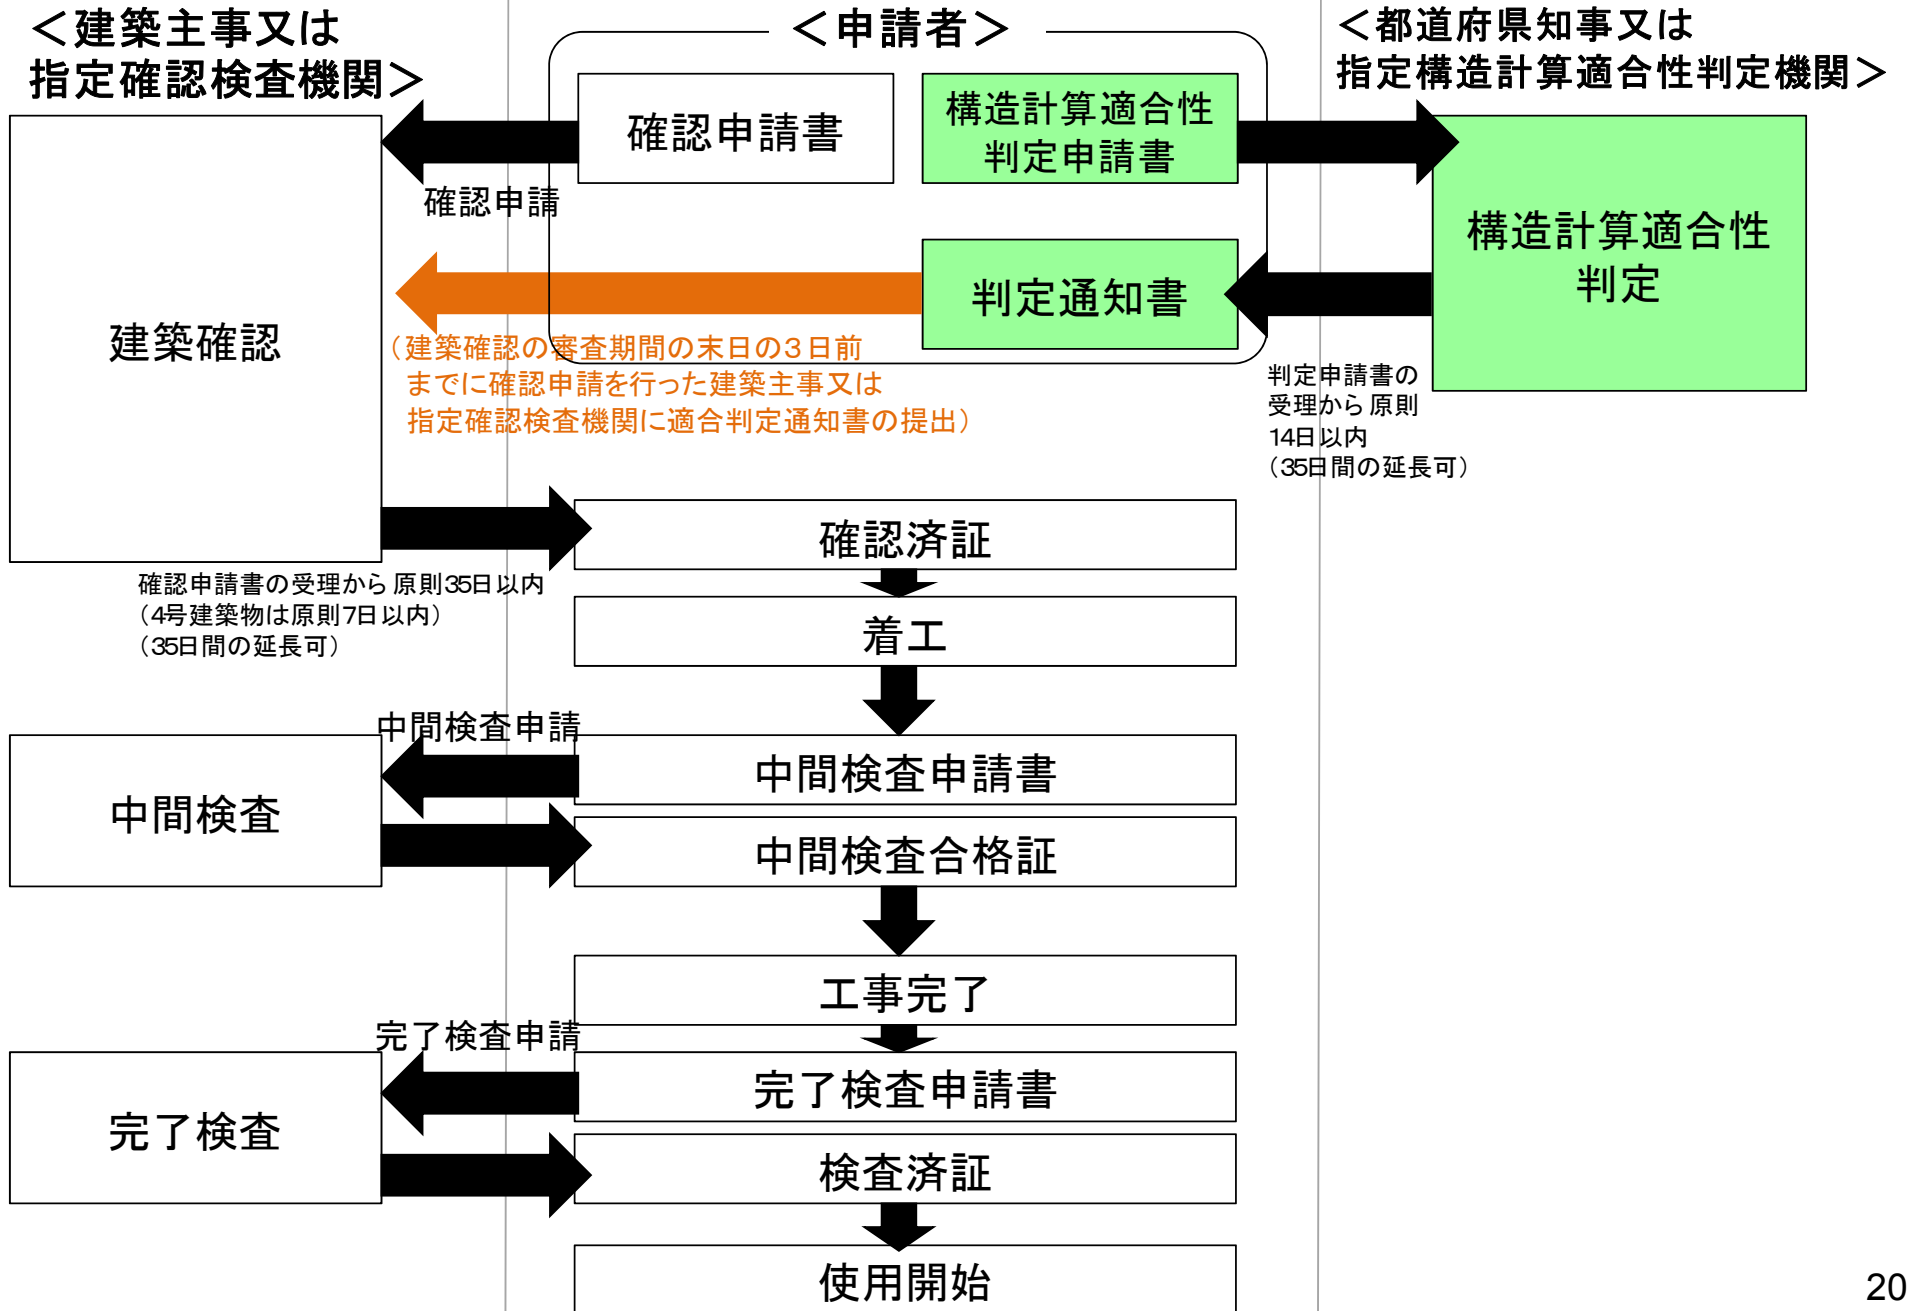 ＜建築主事又は
指定確認検査機関＞
＜申請者＞
＜都道府県知事又は
指定構造計算適合性判定機関＞
確認申請書
構造計算適合性
判定申請書
確認申請
構造計算適合性
判定
判定通知書
建築確認
（建築確認の審査期間の末日の３日前
までに確認申請を行った建築主事又は
指定確認検査機関に適合判定通知書の提出）
判定申請書の
受理から原則
14日以内
（35日間の延長可）
確認済証
確認申請書の受理から原則35日以内
（4号建築物は原則7日以内）
（35日間の延長可）
着工
中間検査申請
中間検査申請書
中間検査
中間検査合格証
工事完了
完了検査申請
完了検査申請書
完了検査
検査済証
使用開始
20